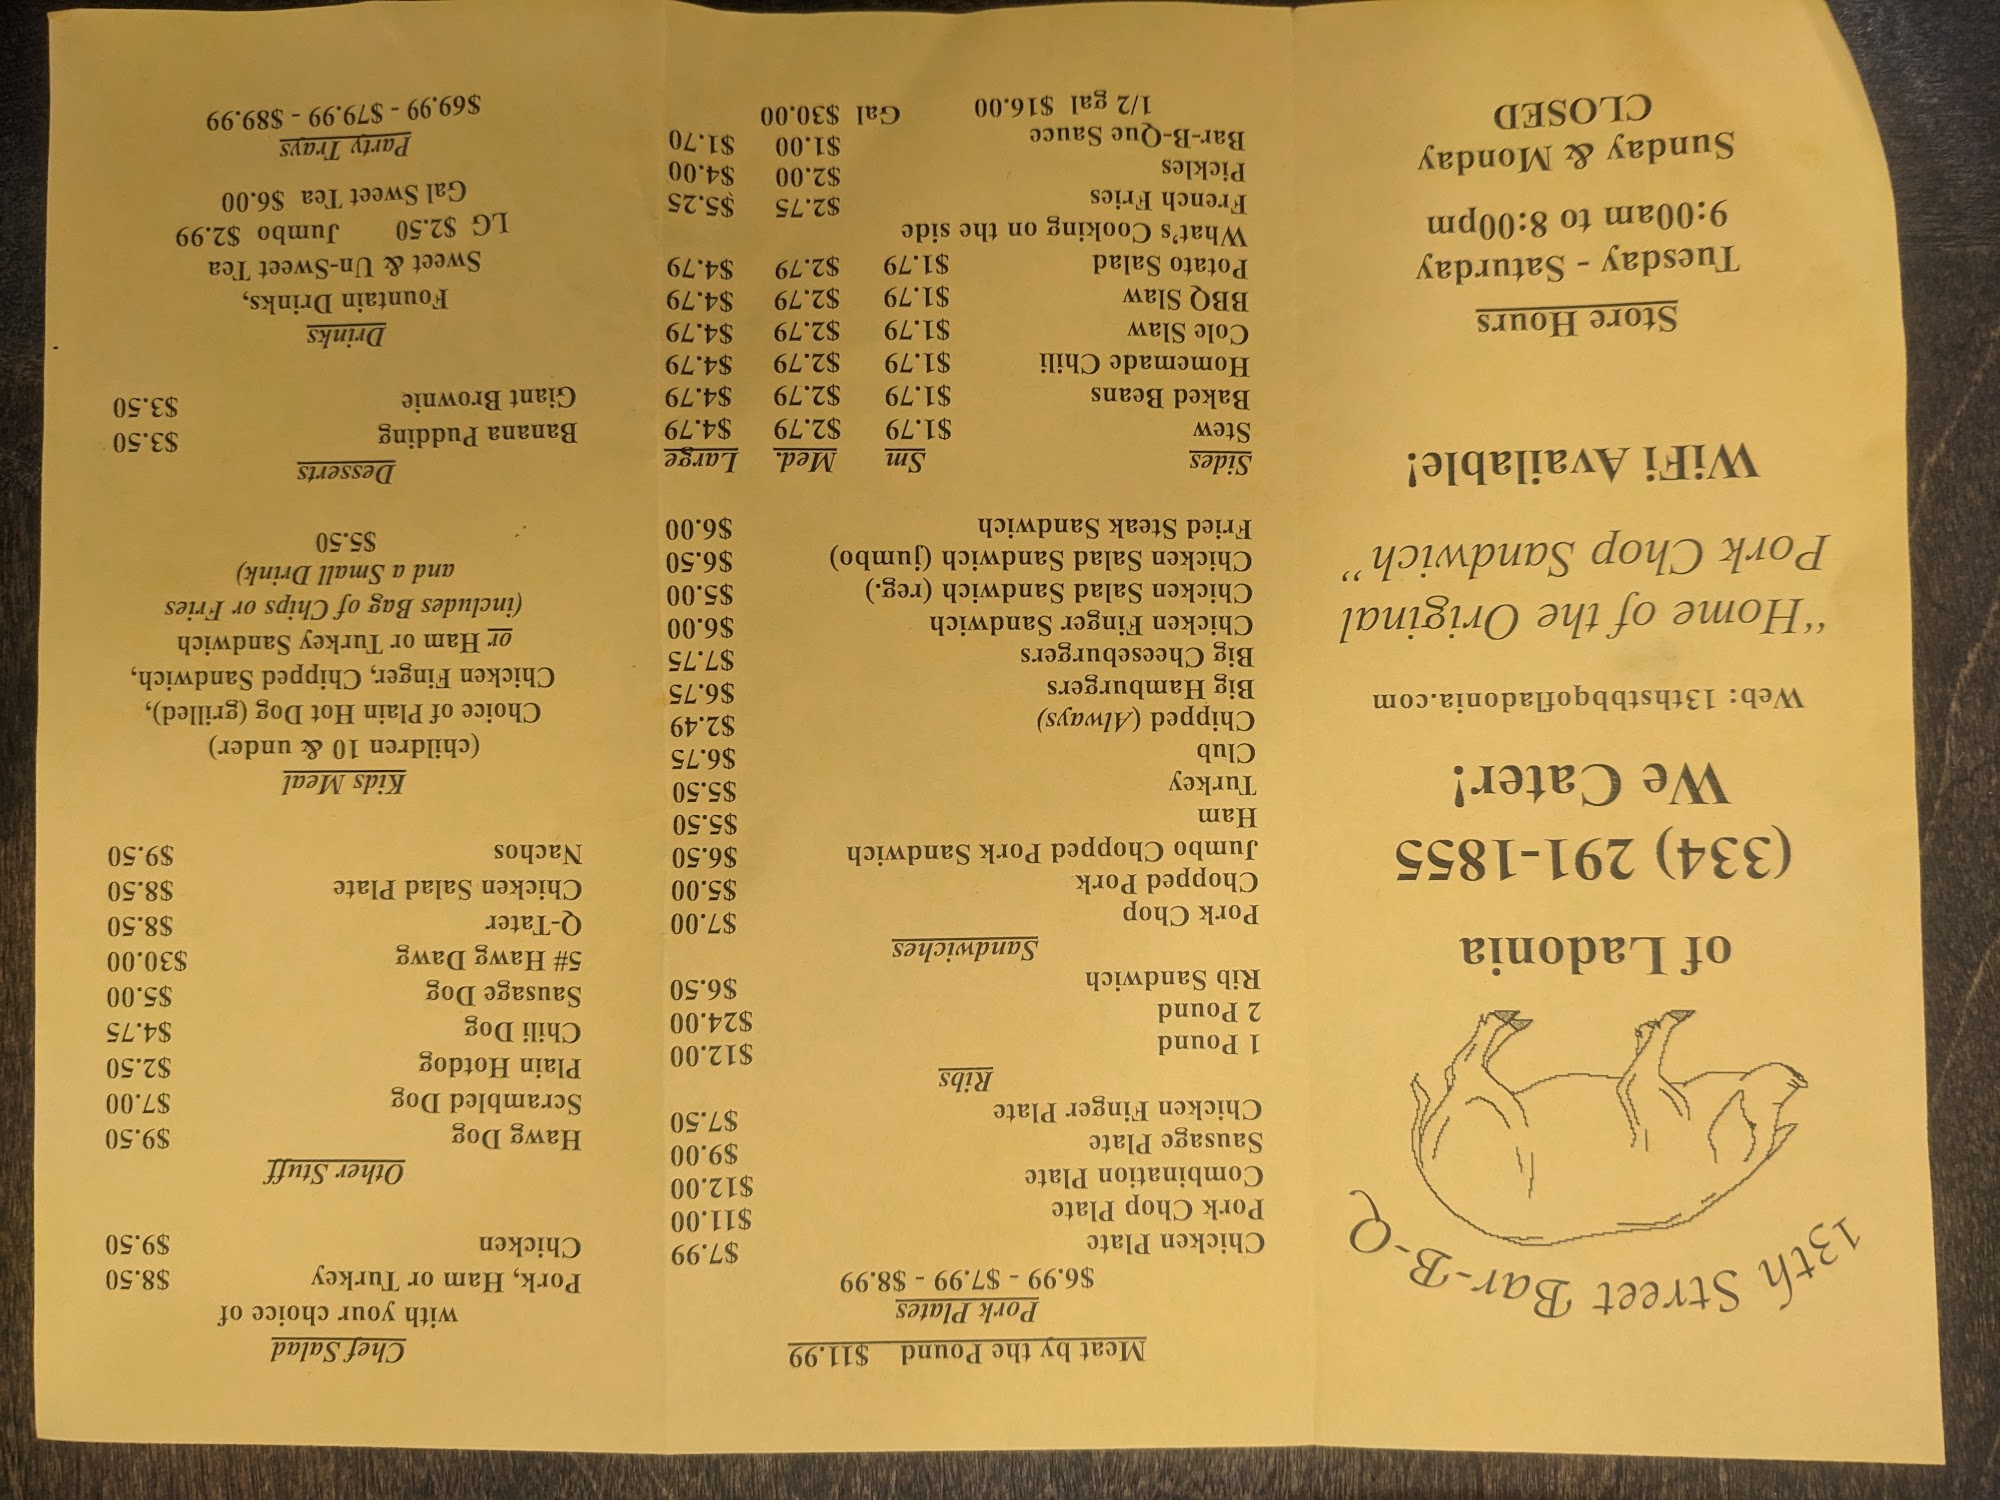 13th Street Bar-B-Q
of Ladonia
(334) 291-1855
We Cater!
Web: 13thstbbqofladonia.com
"Home of the Original
Pork Chop Sandwich"
WiFi Available!
Store Hours
Tuesday - Saturday
9:00am to 8:00pm
Sunday & Monday
CLOSED
Meat by the Pound $11.99
Pork Plates
$6.99 - $7.99 - $8.99
Chicken Plate $7.99
Pork Chop Plate $11.00
Combination Plate $12.00
Sausage Plate $9.00
Chicken Finger Plate $7.50
Ribs
1 Pound $12.00
2 Pound $24.00
Rib Sandwich $6.50
Sandwiches
Pork Chop $7.00
Chopped Pork $5.00
Jumbo Chopped Pork Sandwich $6.50
Ham $5.50
Turkey $5.50
Club $6.75
Chipped (Always) $2.49
Big Hamburgers $6.75
Big Cheeseburgers $7.75
Chicken Finger Sandwich $6.00
Chicken Salad Sandwich (reg.) $5.00
Chicken Salad Sandwich (jumbo) $6.50
Fried Steak Sandwich $6.00
Sides Sm Med. Large
Stew $1.79 $2.79 $4.79
Baked Beans $1.79 $2.79 $4.79
Homemade Chili $1.79 $2.79 $4.79
Cole Slaw $1.79 $2.79 $4.79
BBQ Slaw $1.79 $2.79 $4.79
Potato Salad $1.79 $2.79 $4.79
What's Cooking on the side
French Fries $2.75 $5.25
Pickles $2.00 $4.00
Bar-B-Que Sauce $1.00 $1.70
1/2 gal $16.00 Gal $30.00
Chef Salad
with your choice of
Pork, Ham or Turkey $8.50
Chicken $9.50
Other Stuff
Hawg Dog $9.50
Scrambled Dog $7.00
Plain Hotdog $2.50
Chili Dog $4.75
Sausage Dog $5.00
5# Hawg Dawg $30.00
Q-Tater $8.50
Chicken Salad Plate $8.50
Nachos $9.50
Kids Meal
(children 10 & under)
Choice of Plain Hot Dog (grilled),
Chicken Finger, Chipped Sandwich,
or Ham or Turkey Sandwich
(includes Bag of Chips or Fries
and a Small Drink)
$5.50
Desserts
Banana Pudding $3.50
Giant Brownie $3.50
Drinks
Fountain Drinks,
Sweet & Un-Sweet Tea
LG $2.50 Jumbo $2.99
Gal Sweet Tea $6.00
Party Trays
$69.99 - $79.99 - $89.99